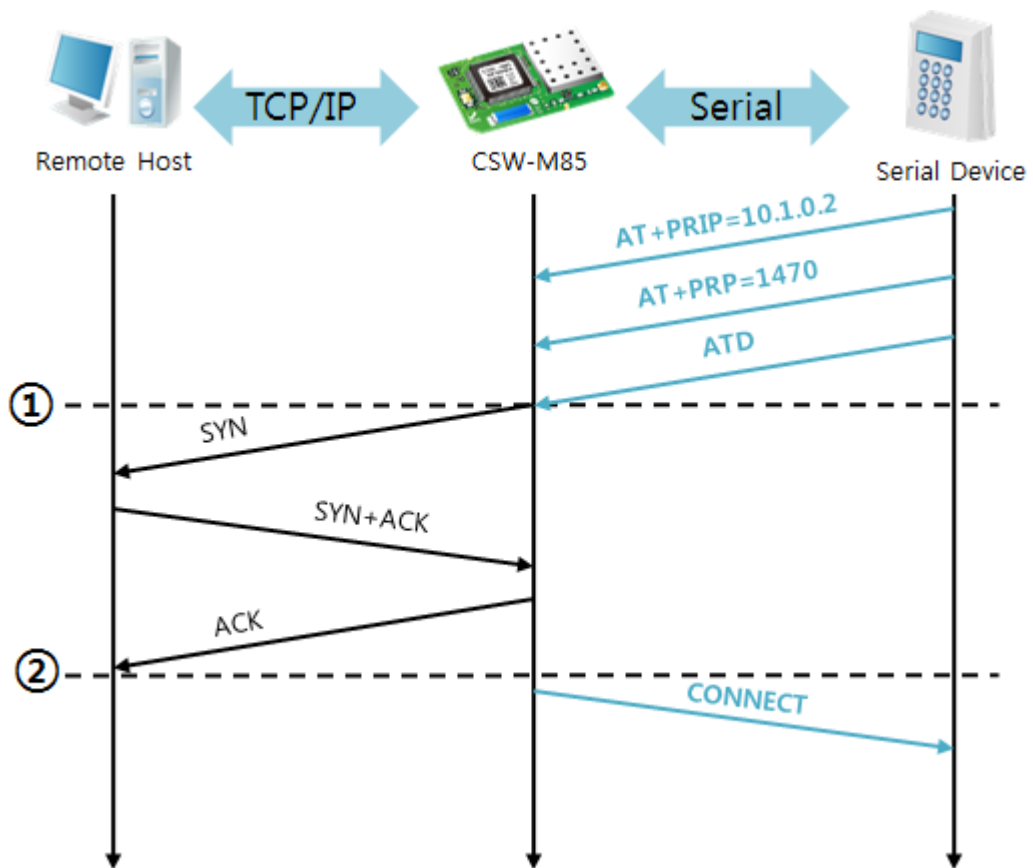 TCP/IP
Serial
Remote Host
CSW-M85
Serial Device
AT+PRIP=10.1.0.2
AT+PRP=1470
ATD
①
SYN
SYN+ACK
ACK
②
CONNECT